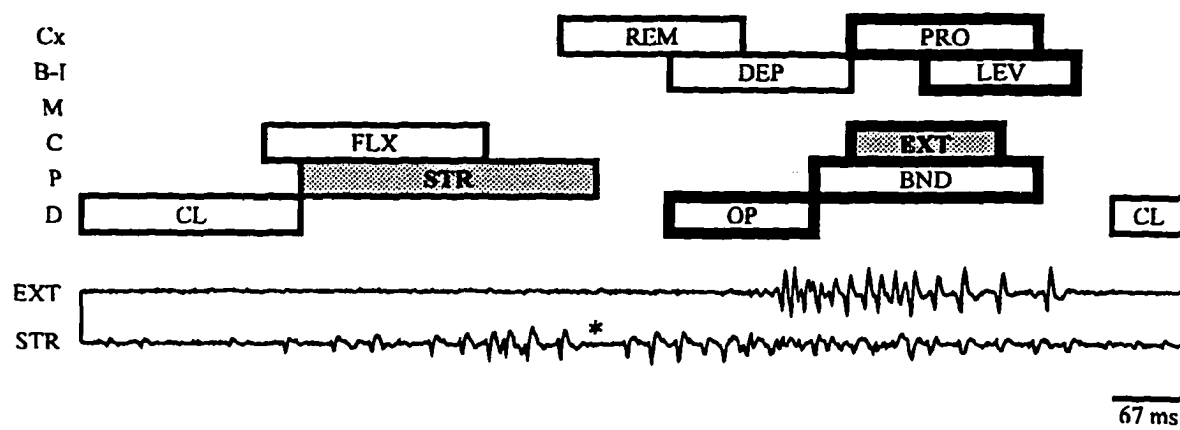 Cx REM PRO
B-I DEP LEV
M
C FLX EXT
P STR BND
D CL OP CL
EXT
STR *
67 ms